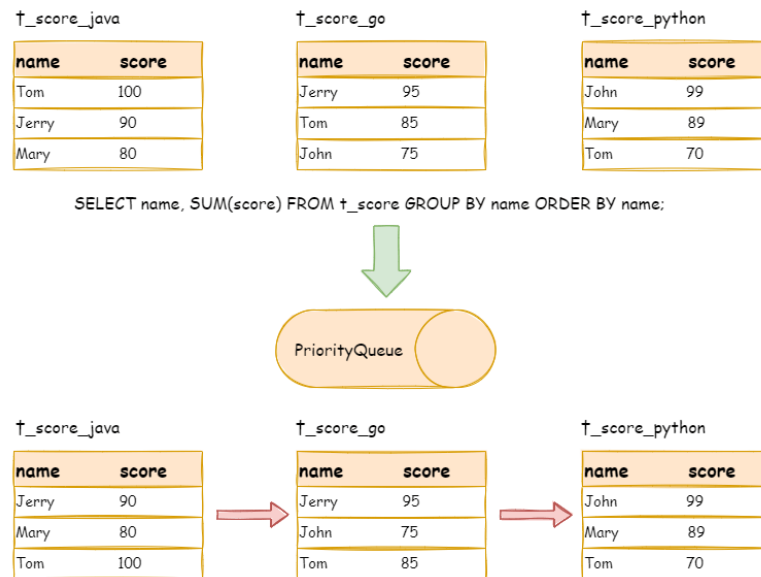 t_score_java t_score_go t_score_python
name score name score name score
Tom 100 Jerry 95 John 99
Jerry 90 Tom 85 Mary 89
Mary 80 John 75 Tom 70
SELECT name, SUM(score) FROM t_score GROUP BY name ORDER BY name;
PriorityQueue
t_score_java t_score_go t_score_python
name score name score name score
Jerry 90 Jerry 95 John 99
Mary 80 John 75 Mary 89
Tom 100 Tom 85 Tom 70